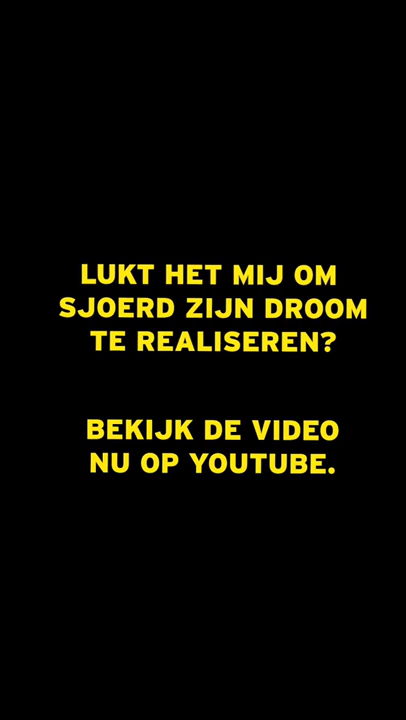 LUKT HET MIJ OM
SJOERD ZIJN DROOM
TE REALISEREN?
BEKIJK DE VIDEO
NU OP YOUTUBE.